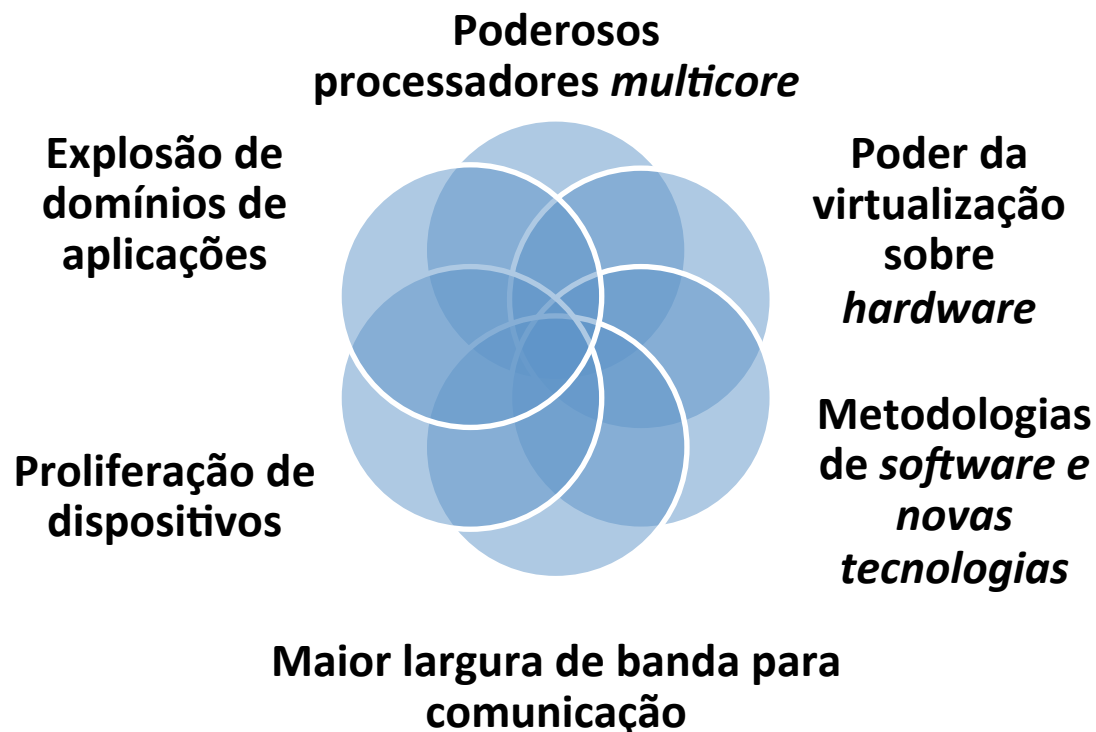 Poderosos
processadores multicore
Explosão de
domínios de
aplicações
Poder da
virtualização
sobre
hardware
Metodologias
de software e
novas
tecnologias
Proliferação de
dispositivos
Maior largura de banda para
comunicação